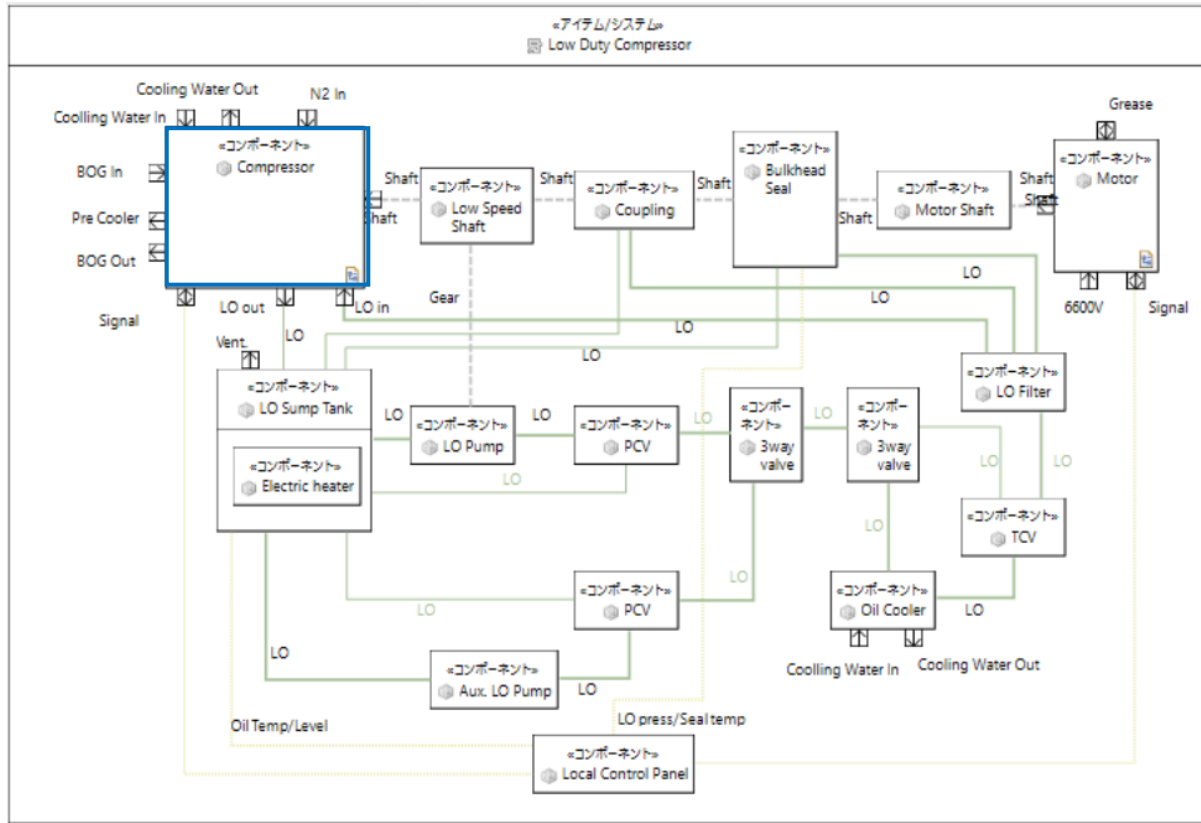 «アイテム/システム»
Low Duty Compressor
Cooling Water Out
N2 In
Coolling Water In
BOG In
Pre Cooler
BOG Out
«コンポーネント»
Compressor
Shaft
Shaft
«コンポーネント»
Low Speed
Shaft
Shaft
«コンポーネント»
Coupling
Shaft
«コンポーネント»
Bulkhead
Seal
Shaft
«コンポーネント»
Motor Shaft
Shaft
Shaft
Grease
«コンポーネント»
Motor
6600V
Signal
Signal
LO out
LO in
Gear
LO
LO
LO
LO
LO
LO
Vent.
«コンポーネント»
LO Sump Tank
«コンポーネント»
Electric heater
LO
«コンポーネント»
LO Pump
LO
«コンポーネント»
PCV
LO
«コンポー
ネント»
3way
valve
LO
«コンポー
ネント»
3way
valve
«コンポーネント»
LO Filter
LO
LO
LO
LO
LO
«コンポーネント»
TCV
LO
«コンポーネント»
PCV
LO
«コンポーネント»
Oil Cooler
LO
Coolling Water In
Cooling Water Out
LO
«コンポーネント»
Aux. LO Pump
LO
Oil Temp/Level
LO press/Seal temp
«コンポーネント»
Local Control Panel